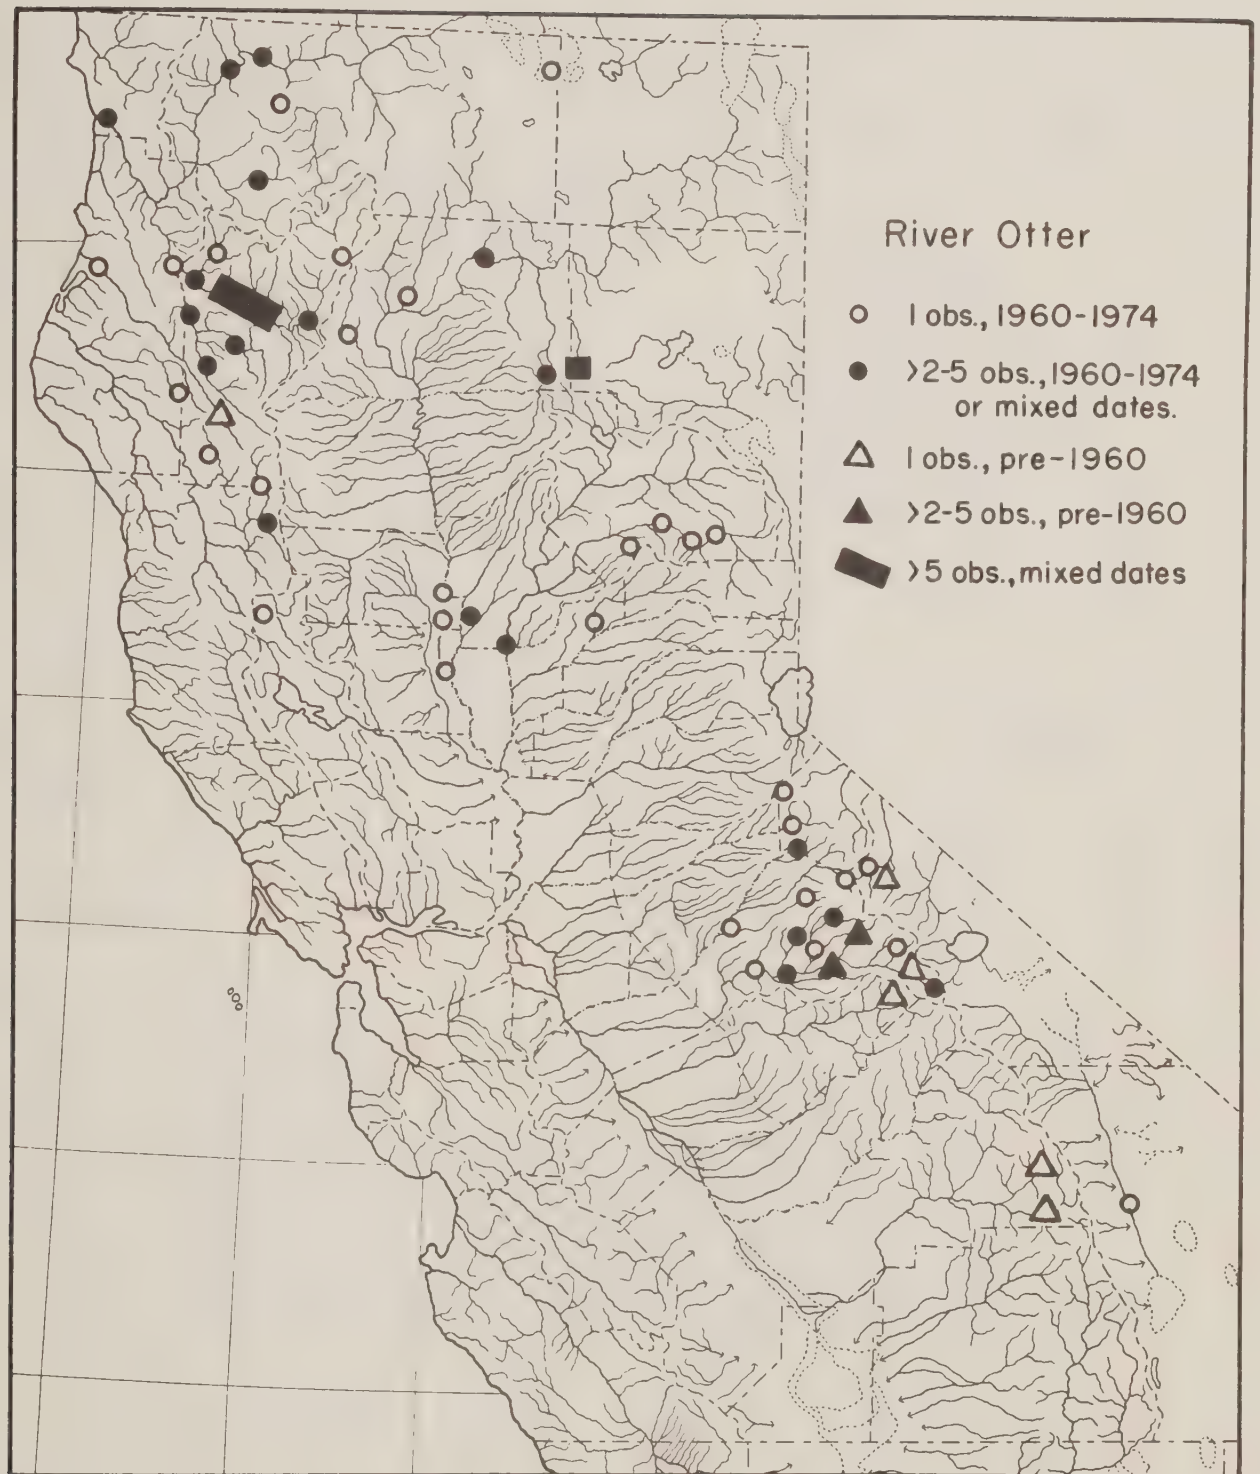 River Otter
1 obs., 1960-1974
>2-5 obs., 1960-1974
or mixed dates.
1 obs., pre-1960
>2-5 obs., pre-1960
>5 obs., mixed dates